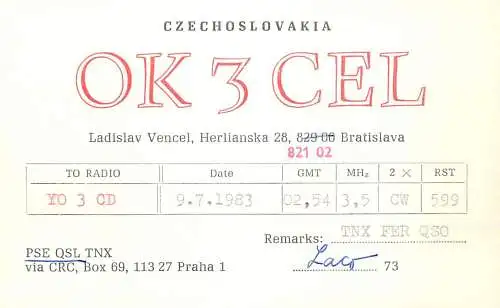 CZECHOSLOVAKIA
OK 3 CEL
Ladislav Vencel, Herlianska 28, 829 00 Bratislava
821 02
TO RADIO Date GMT MHz 2 X RST
YO 3 CD 9.7.1983 02,54 3,5 CW 599
Remarks: TNX FER QSO
PSE QSL TNX
via CRC, Box 69, 113 27 Praha 1 Laco 73